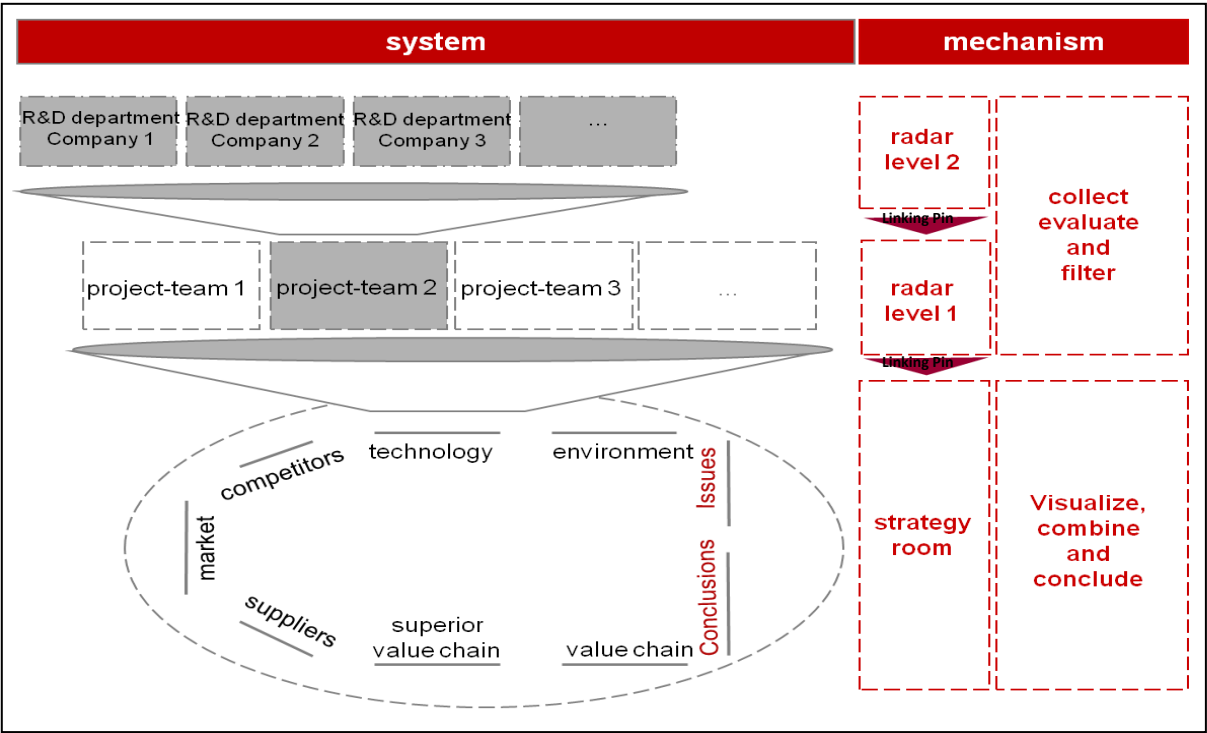 system
mechanism
R&D department
Company 1
R&D department
Company 2
R&D department
Company 3
...
radar
level 2
collect
evaluate
and
filter
Linking Pin
project-team 1
project-team 2
project-team 3
...
radar
level 1
Linking Pin
competitors
technology
environment
Issues
market
suppliers
superior
value chain
value chain
Conclusions
strategy
room
Visualize,
combine
and
conclude